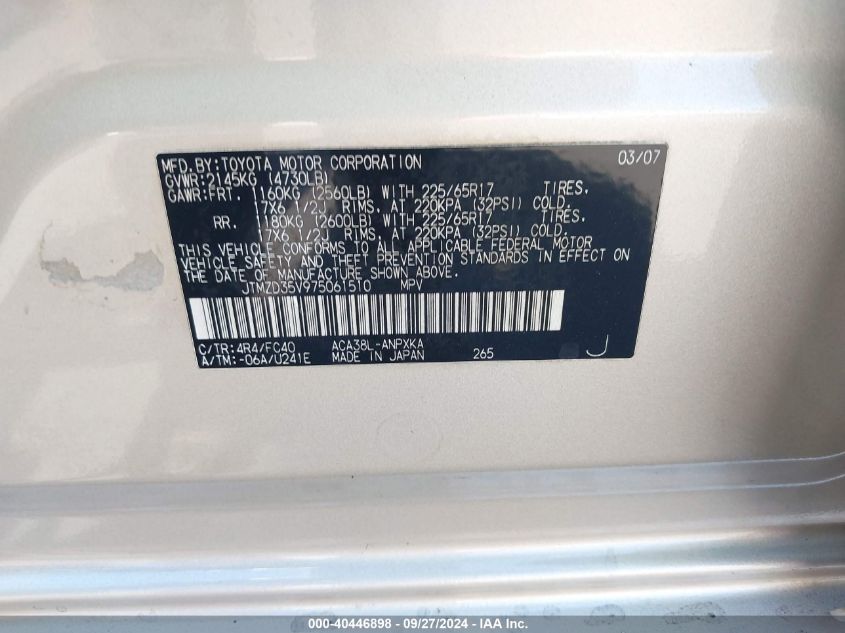 MFD. BY: TOYOTA MOTOR CORPORATION 03/07
GVWR: 2145KG (4730LB)
GAWR: FRT. 1160KG (2560LB) WITH 225/65R17 TIRES.
17X6 1/2J RIMS. AT 220KPA (32PSI) COLD.
RR. 1180KG (2600LB) WITH 225/65R17 TIRES.
17X6 1/2J RIMS. AT 220KPA (32PSI) COLD.
THIS VEHICLE CONFORMS TO ALL APPLICABLE FEDERAL MOTOR
VEHICLE SAFETY AND THEFT PREVENTION STANDARDS IN EFFECT ON
THE DATE OF MANUFACTURE SHOWN ABOVE.
JTMZD35V975061510 MPV
C/TR: 4R4/FC40 ACA38L-ANPXKA
A/TM: -06A/U241E MADE IN JAPAN 265 J
000-40446898 - 09/27/2024 - IAA Inc.